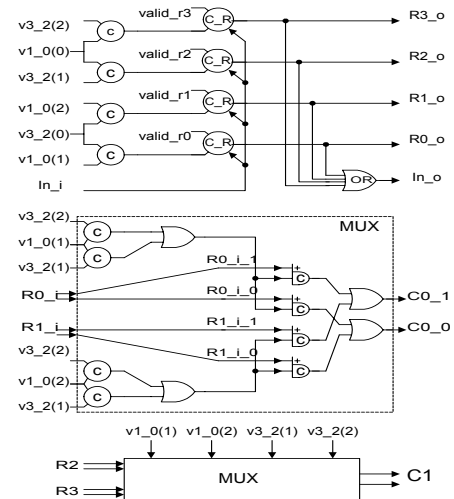 valid_r3
v3_2(2)
C_R
R3_o
C
v1_0(0)
valid_r2
C_R
R2_o
C
v3_2(1)
valid_r1
v1_0(2)
C_R
R1_o
C
v3_2(0)
valid_r0
C_R
R0_o
C
v1_0(1)
In_i
OR
In_o
v3_2(2)
MUX
C
v1_0(1)
C
v3_2(1)
R0_i_1
+
C
R0_i
R0_i_0
C0_1
+
C
R1_i
R1_i_1
C0_0
+
C
v3_2(2)
R1_i_0
+
C
C
v1_0(2)
C
v3_2(1)
v1_0(1) v1_0(2) v3_2(1) v3_2(2)
R2
MUX
C1
R3